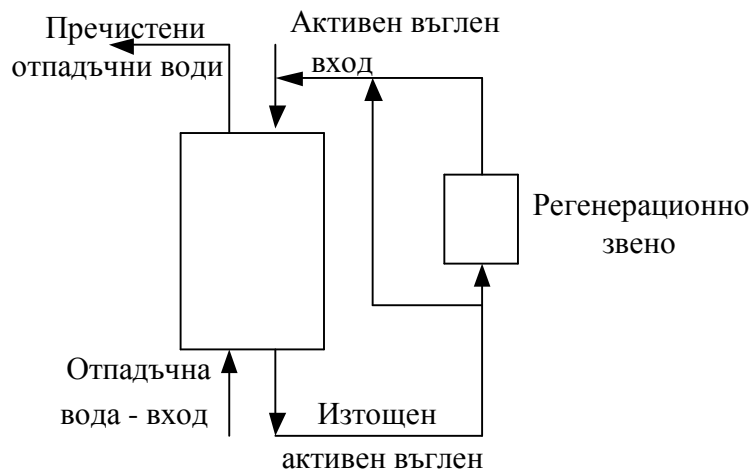 Пречистени
отпадъчни води
Активен въглен
вход
Регенерационно
звено
Отпадъчна
вода - вход
Изтощен
активен въглен